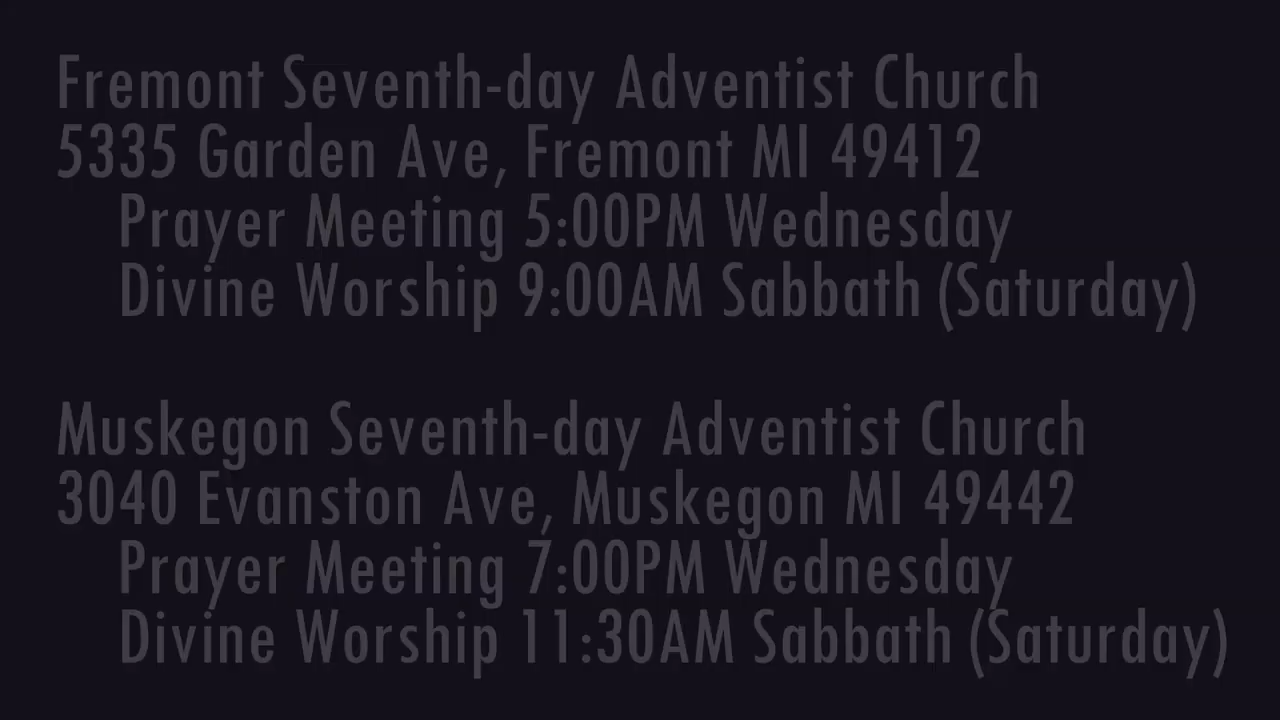 Fremont Seventh-day Adventist Church
5335 Garden Ave, Fremont MI 49412
Prayer Meeting 5:00PM Wednesday
Divine Worship 9:00AM Sabbath (Saturday)
Muskegon Seventh-day Adventist Church
3040 Evanston Ave, Muskegon MI 49442
Prayer Meeting 7:00PM Wednesday
Divine Worship 11:30AM Sabbath (Saturday)